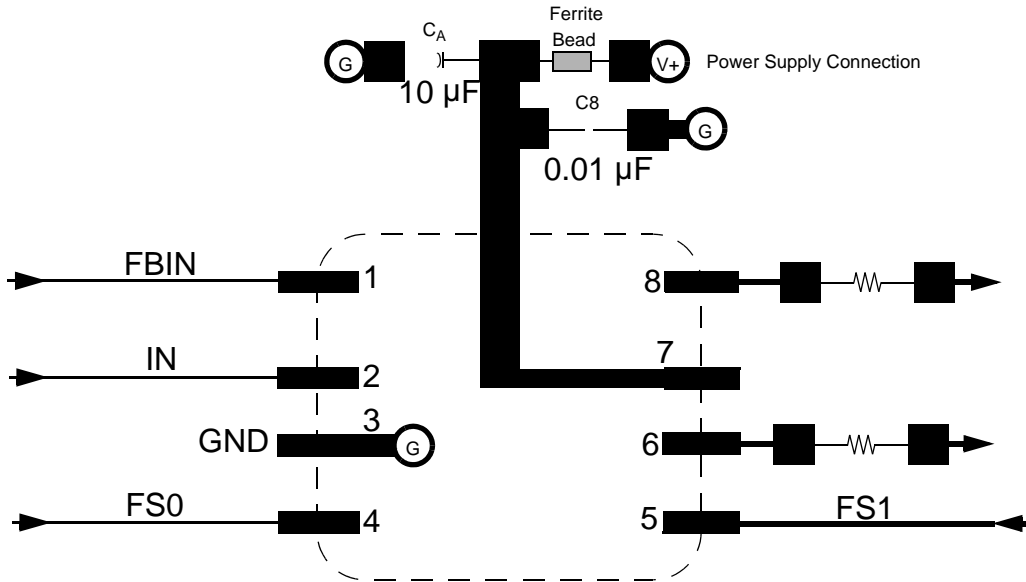 Ferrite
Bead
C_A
G
V+
Power Supply Connection
10 µF
C8
G
0.01 µF
FBIN
1
8
IN
2
7
GND
3
G
6
FS0
4
5
FS1